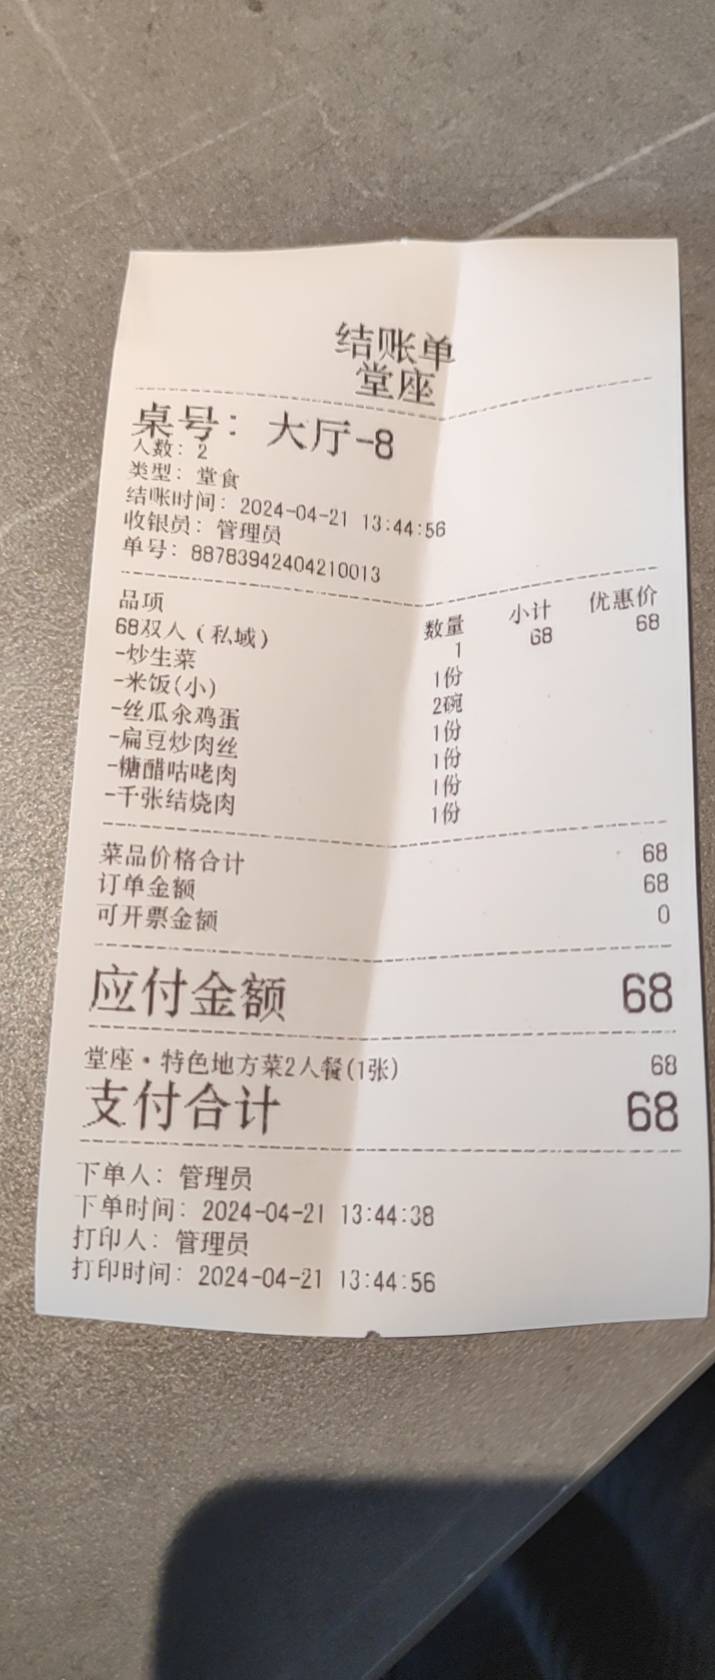 结账单
堂座
桌号：大厅-8
人数：2
类型：堂食
结账时间：2024-04-21 13:44:56
收银员：管理员
单号：88783942404210013
品项 数量 小计 优惠价
68双人（私域） 1 68 68
-炒生菜 1份
-米饭(小) 2碗
-丝瓜汆鸡蛋 1份
-扁豆炒肉丝 1份
-糖醋咕咾肉 1份
-千张结烧肉 1份
菜品价格合计 68
订单金额 68
可开票金额 0
应付金额 68
堂座·特色地方菜2人餐(1张) 68
支付合计 68
下单人：管理员
下单时间：2024-04-21 13:44:38
打印人：管理员
打印时间：2024-04-21 13:44:56